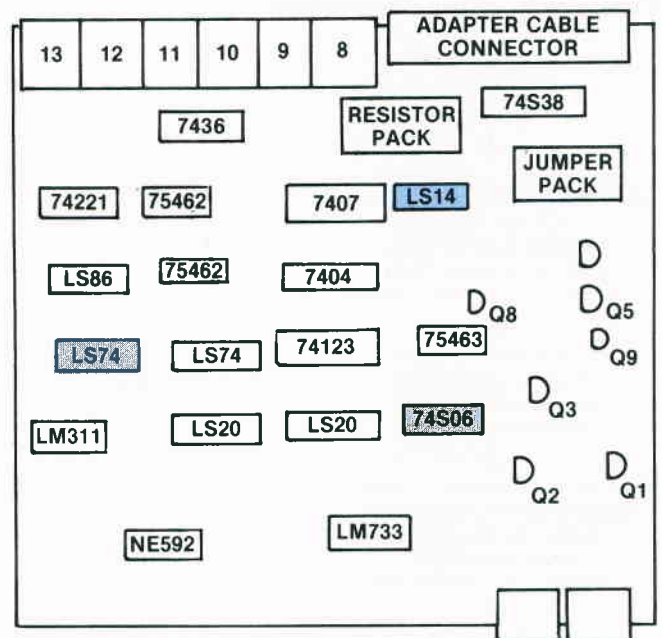 ADAPTER CABLE
CONNECTOR
13 12 11 10 9 8
74S38
7436
RESISTOR
PACK
JUMPER
PACK
74221 75462 7407 LS14
LS86 75462 7404
Q8 Q5
LS74 LS74 74123 75463 Q9
Q3
LM311 LS20 LS20 74S06
Q2 Q1
NE592 LM733